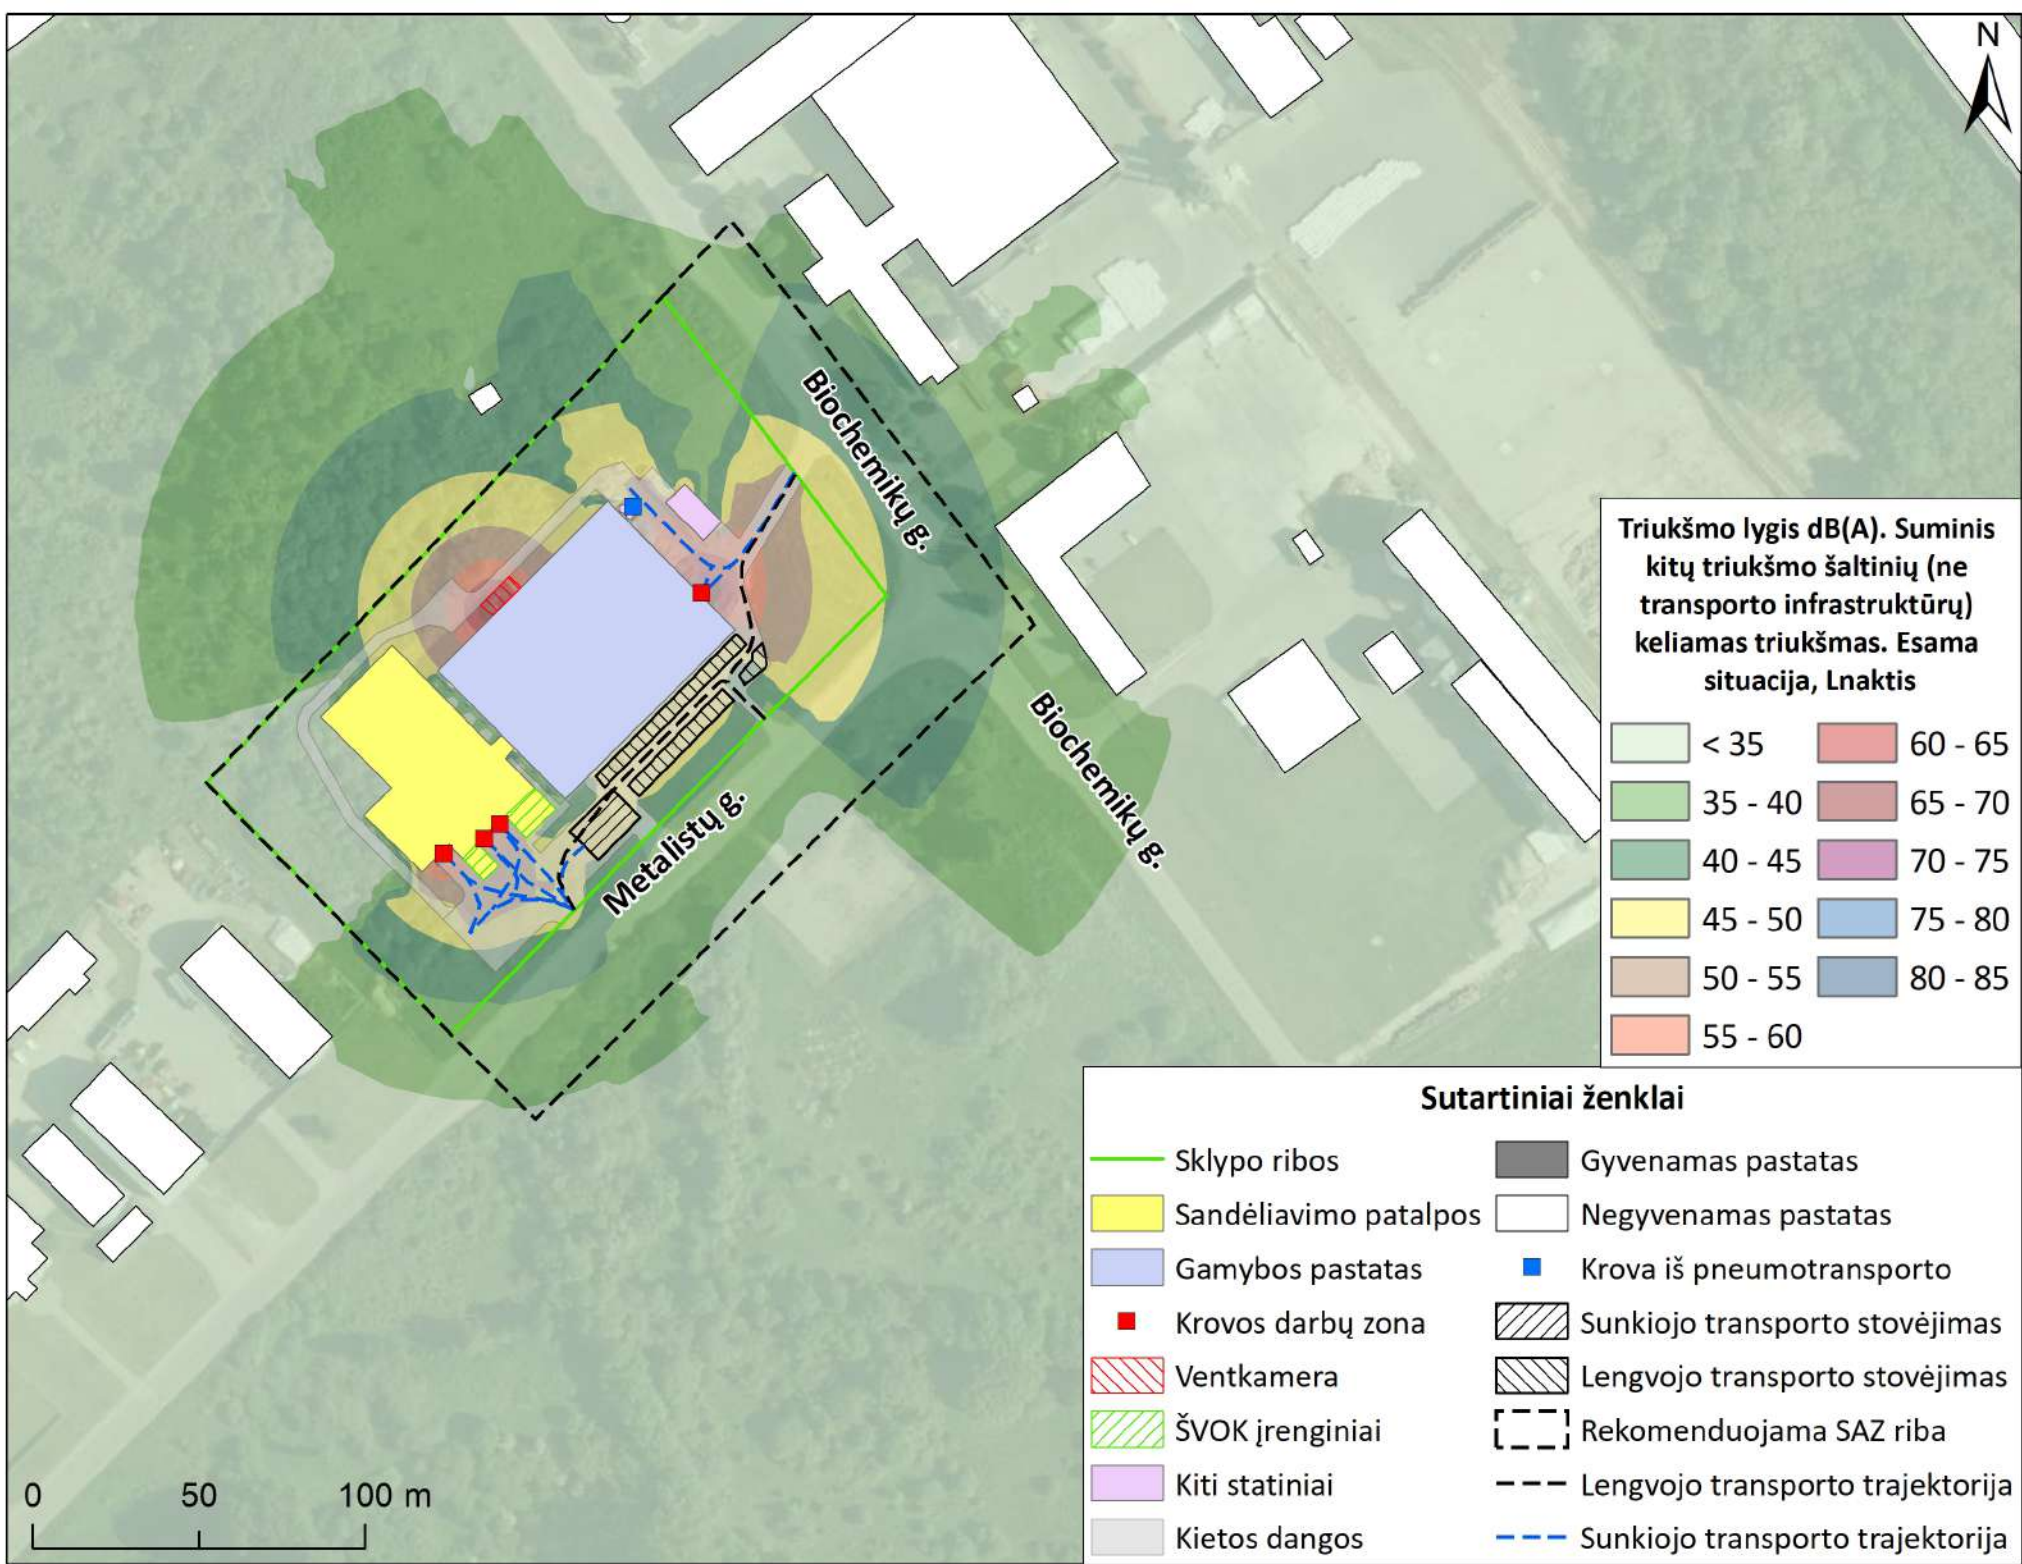 N
Biochemikų g.
Biochemikų g.
Metalistų g.
Triukšmo lygis dB(A). Suminis
kitų triukšmo šaltinių (ne
transporto infrastruktūrų)
keliamas triukšmas. Esama
situacija, Lnaktis
< 35
60 - 65
35 - 40
65 - 70
40 - 45
70 - 75
45 - 50
75 - 80
50 - 55
80 - 85
55 - 60
Sutartiniai ženklai
Sklypo ribos
Gyvenamas pastatas
Sandėliavimo patalpos
Negyvenamas pastatas
Gamybos pastatas
Krova iš pneumotransporto
Krovos darbų zona
Sunkiojo transporto stovėjimas
Ventkamera
Lengvojo transporto stovėjimas
ŠVOK įrenginiai
Rekomenduojama SAZ riba
Kiti statiniai
Lengvojo transporto trajektorija
Kietos dangos
Sunkiojo transporto trajektorija
0 50 100 m